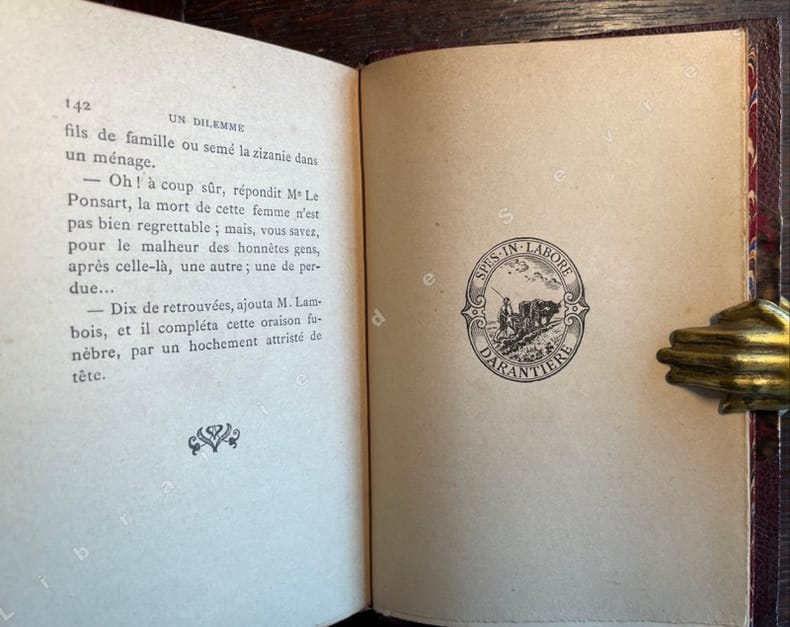 142
UN DILEMME
fils de famille ou semé la zizanie dans
un ménage.
— Oh! à coup sûr, répondit Mᵉ Le
Ponsart, la mort de cette femme n'est
pas bien regrettable ; mais, vous savez,
pour le malheur des honnêtes gens,
après celle-là, une autre ; une de per-
due...
— Dix de retrouvées, ajouta M. Lam-
bois, et il compléta cette oraison fu-
nèbre, par un hochement attristé de
tête.
SPES·IN·LABORE
DARANTIERE
Librairie de Sevre